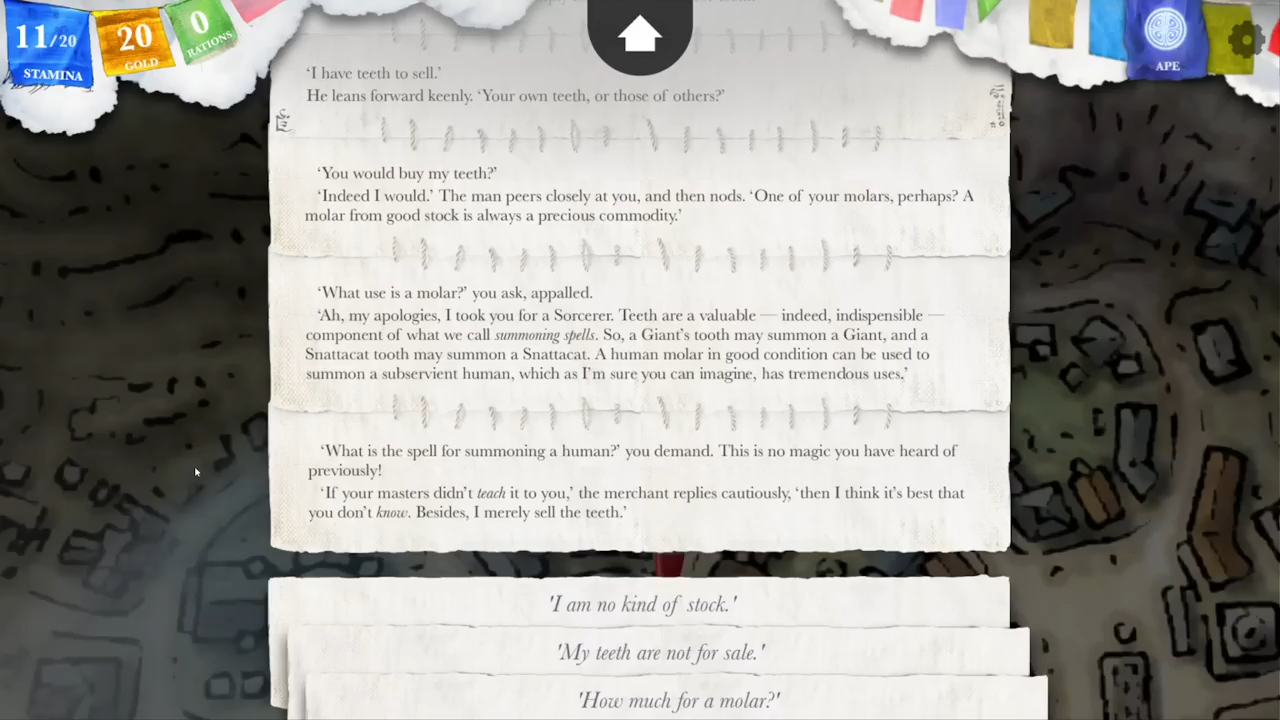 11/20
STAMINA
20
GOLD
0
RATIONS
APE
‘I have teeth to sell.’
He leans forward keenly. ‘Your own teeth, or those of others?’
‘You would buy my teeth?’
‘Indeed I would.’ The man peers closely at you, and then nods. ‘One of your molars, perhaps? A
molar from good stock is always a precious commodity.’
‘What use is a molar?’ you ask, appalled.
‘Ah, my apologies, I took you for a Sorcerer. Teeth are a valuable — indeed, indispensible —
component of what we call summoning spells. So, a Giant’s tooth may summon a Giant, and a
Snattacat tooth may summon a Snattacat. A human molar in good condition can be used to
summon a subservient human, which as I’m sure you can imagine, has tremendous uses.’
‘What is the spell for summoning a human?’ you demand. This is no magic you have heard of
previously!
‘If your masters didn’t teach it to you,’ the merchant replies cautiously, ‘then I think it’s best that
you don’t know. Besides, I merely sell the teeth.’
'I am no kind of stock.'
'My teeth are not for sale.'
'How much for a molar?'